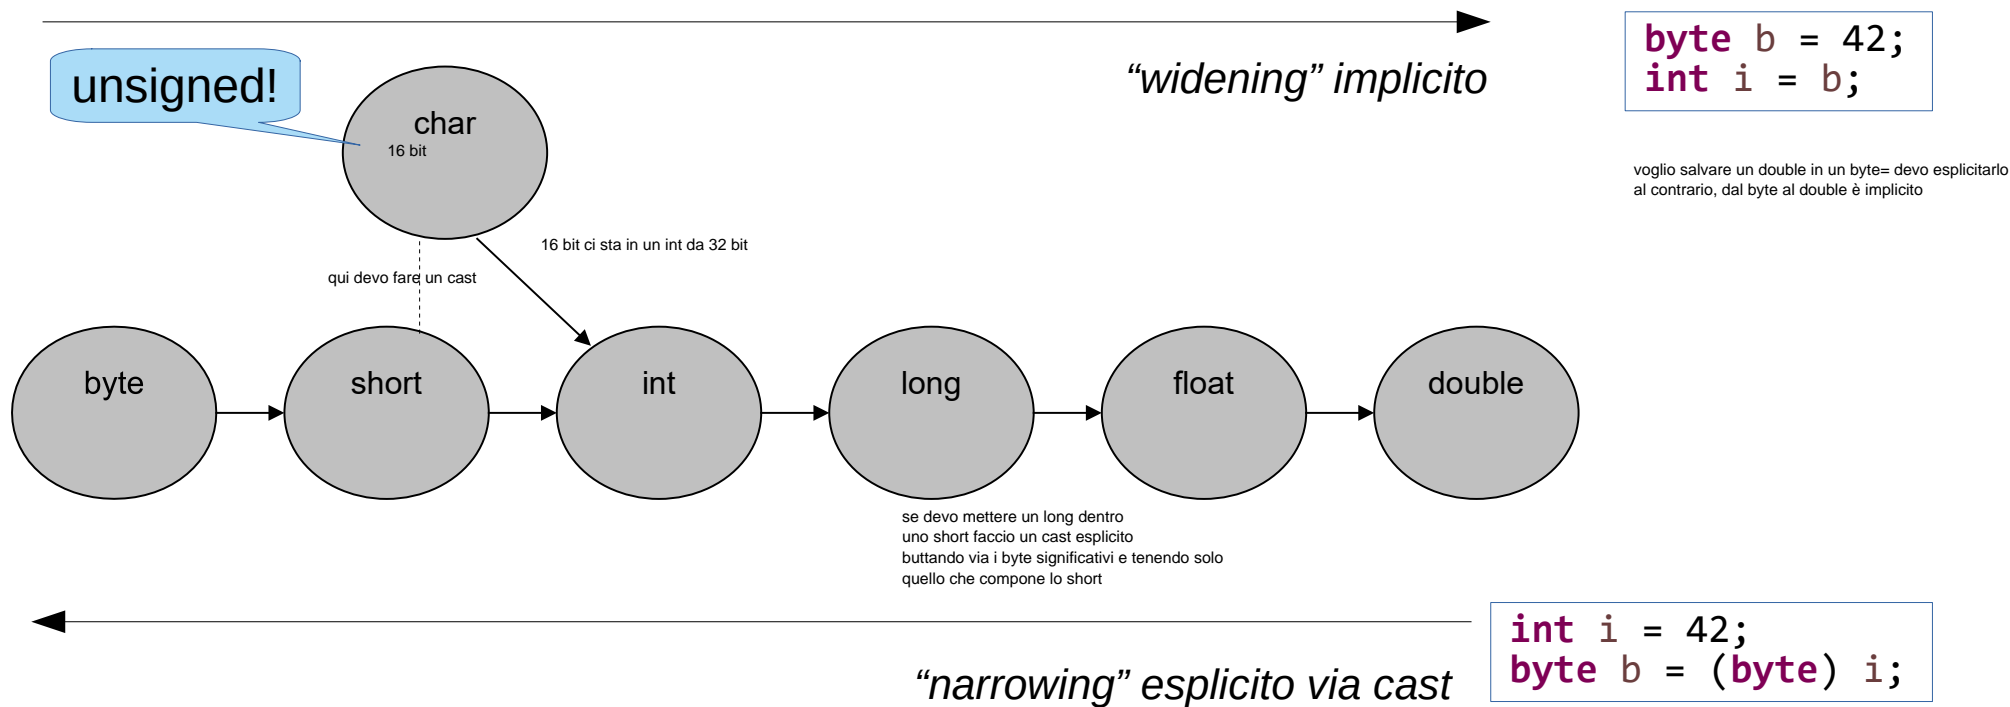 unsigned!
“widening” implicito
byte b = 42;
int i = b;
char
16 bit
voglio salvare un double in un byte= devo esplicitarlo
al contrario, dal byte al double è implicito
16 bit ci sta in un int da 32 bit
qui devo fare un cast
byte
short
int
long
float
double
se devo mettere un long dentro
uno short faccio un cast esplicito
buttando via i byte significativi e tenendo solo
quello che compone lo short
“narrowing” esplicito via cast
int i = 42;
byte b = (byte) i;